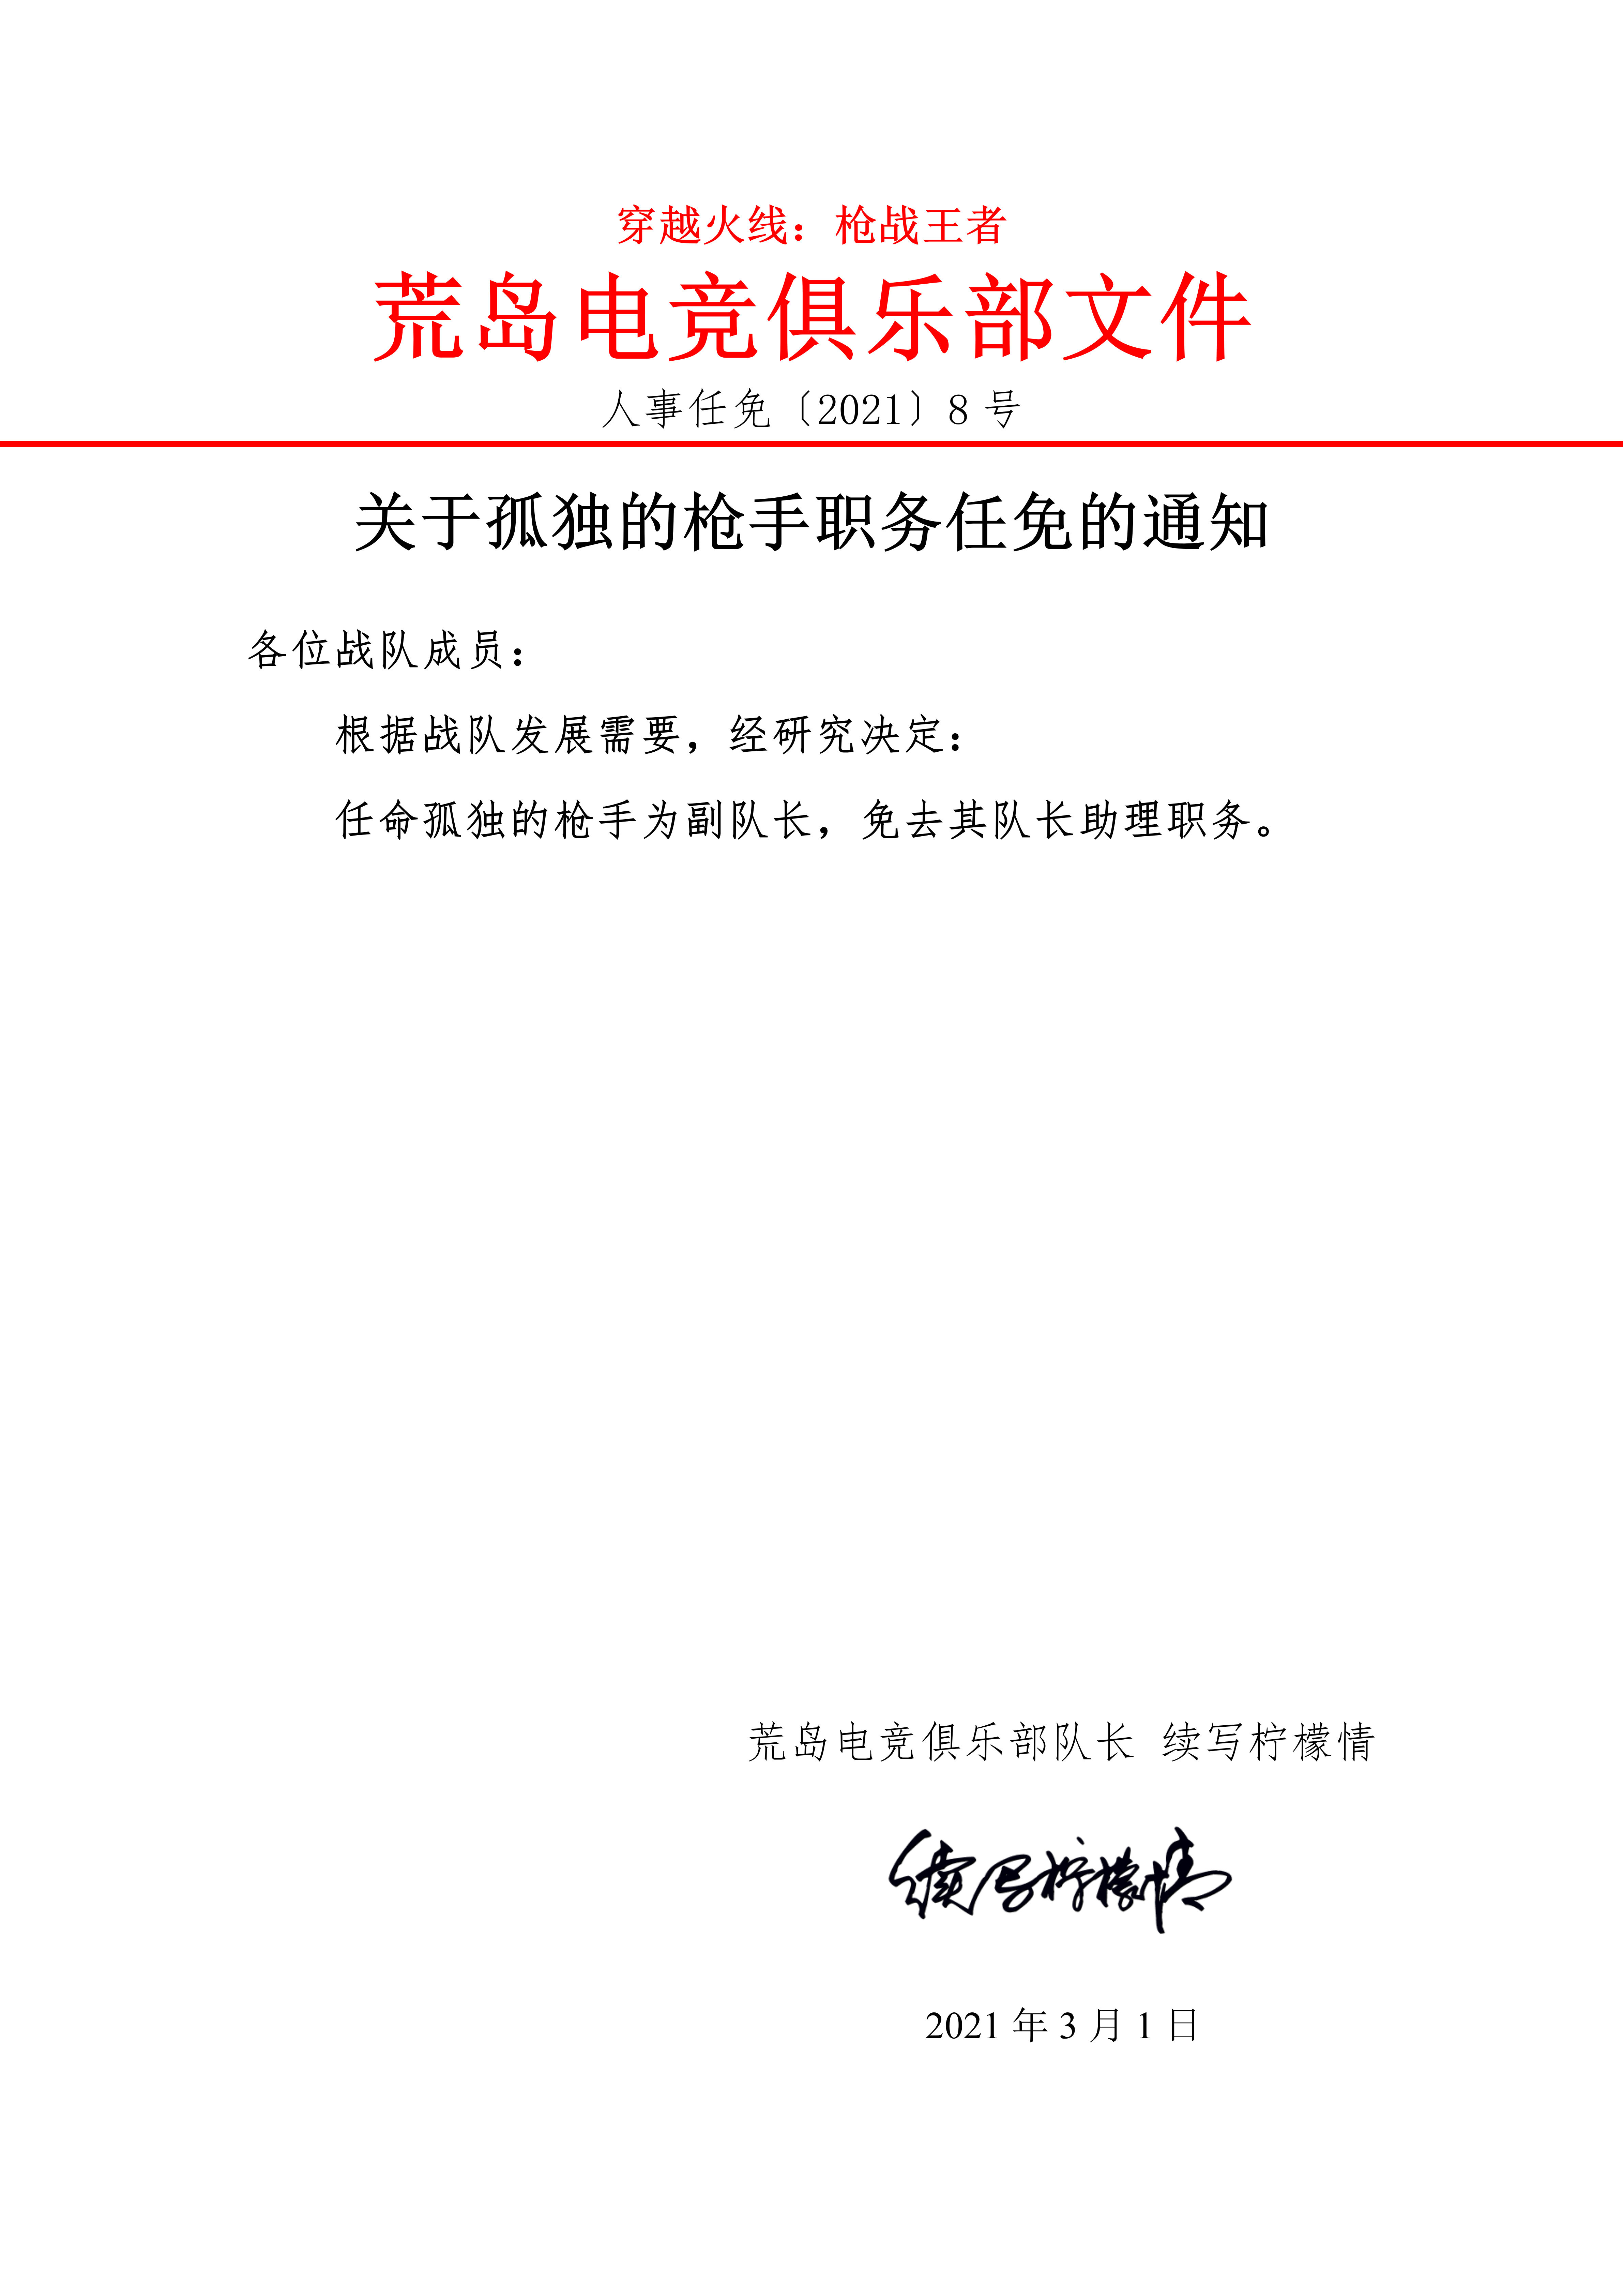 穿越火线：枪战王者
荒岛电竞俱乐部文件
人事任免〔2021〕8 号
关于孤独的枪手职务任免的通知
各位战队成员：
根据战队发展需要，经研究决定：
任命孤独的枪手为副队长，免去其队长助理职务。
荒岛电竞俱乐部队长 续写柠檬情
续写柠檬情
2021 年 3 月 1 日